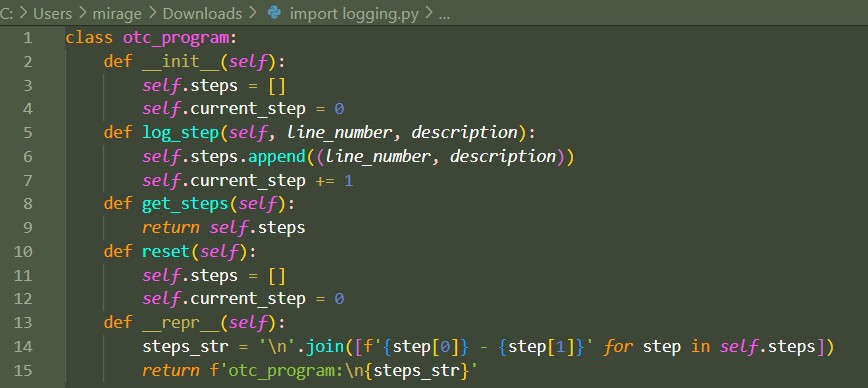 C: > Users > mirage > Downloads > import logging.py > ...
1 class otc_program:
2     def __init__(self):
3         self.steps = []
4         self.current_step = 0
5     def log_step(self, line_number, description):
6         self.steps.append((line_number, description))
7         self.current_step += 1
8     def get_steps(self):
9         return self.steps
10     def reset(self):
11         self.steps = []
12         self.current_step = 0
13     def __repr__(self):
14         steps_str = '\n'.join([f'{step[0]} - {step[1]}' for step in self.steps])
15         return f'otc_program:\n{steps_str}'